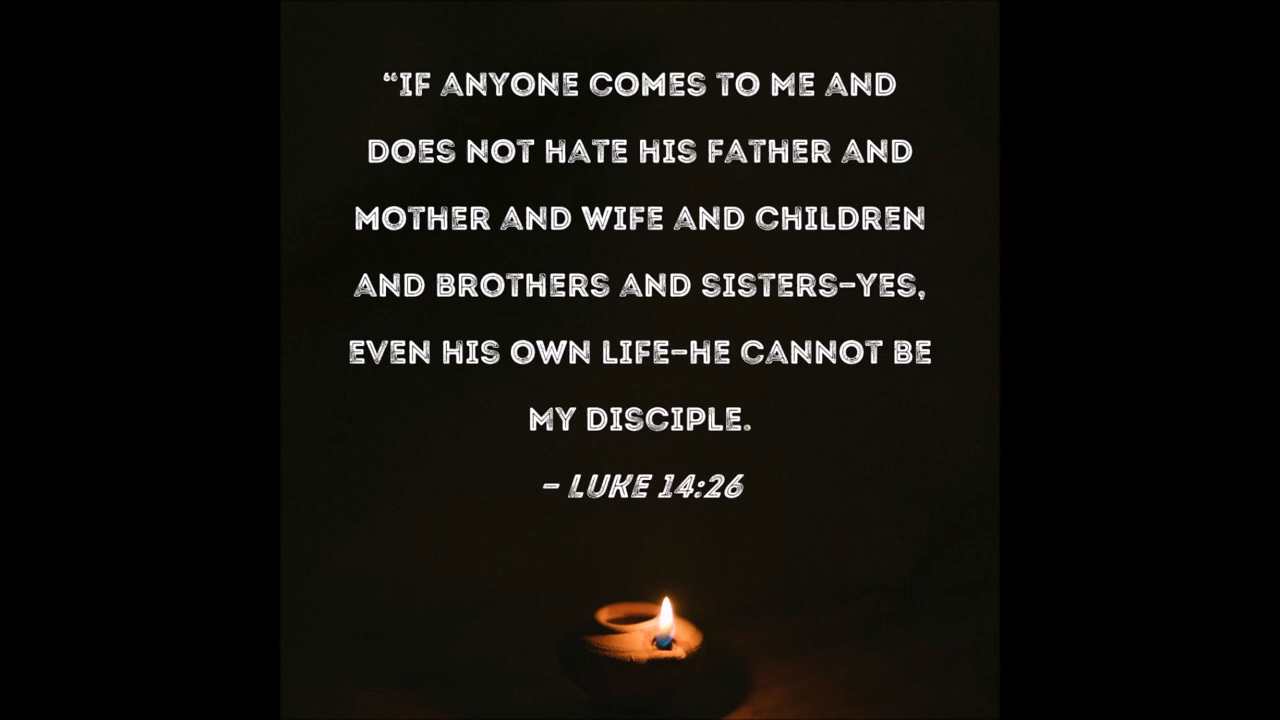 “IF ANYONE COMES TO ME AND
DOES NOT HATE HIS FATHER AND
MOTHER AND WIFE AND CHILDREN
AND BROTHERS AND SISTERS—YES,
EVEN HIS OWN LIFE—HE CANNOT BE
MY DISCIPLE.
- LUKE 14:26